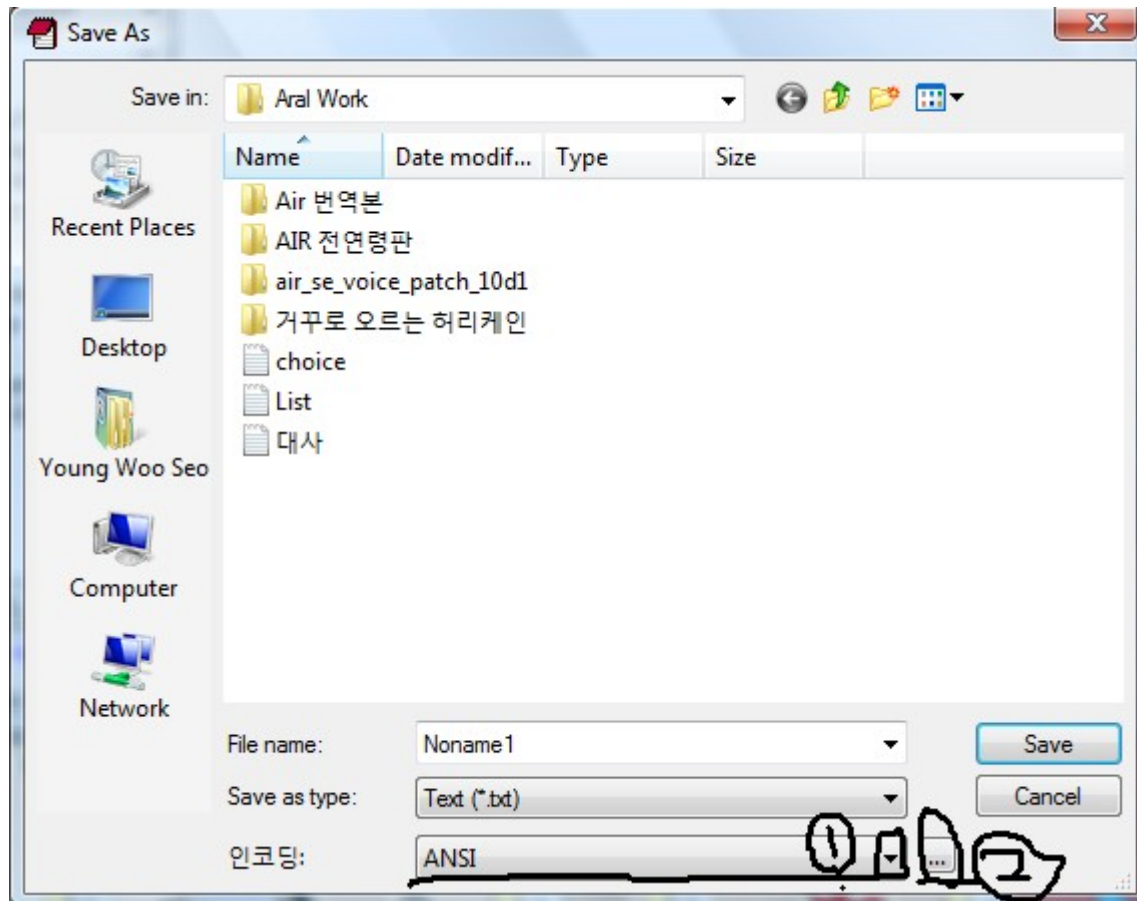 Save As
Save in: Aral Work
Name Date modif... Type Size
Recent Places
Desktop
Young Woo Seo
Computer
Network
Air 번역본
AIR 전연령판
air_se_voice_patch_10d1
거꾸로 오르는 허리케인
choice
List
대사
File name: Noname1 Save
Save as type: Text (*.txt) Cancel
인코딩: ANSI 1 ... 2